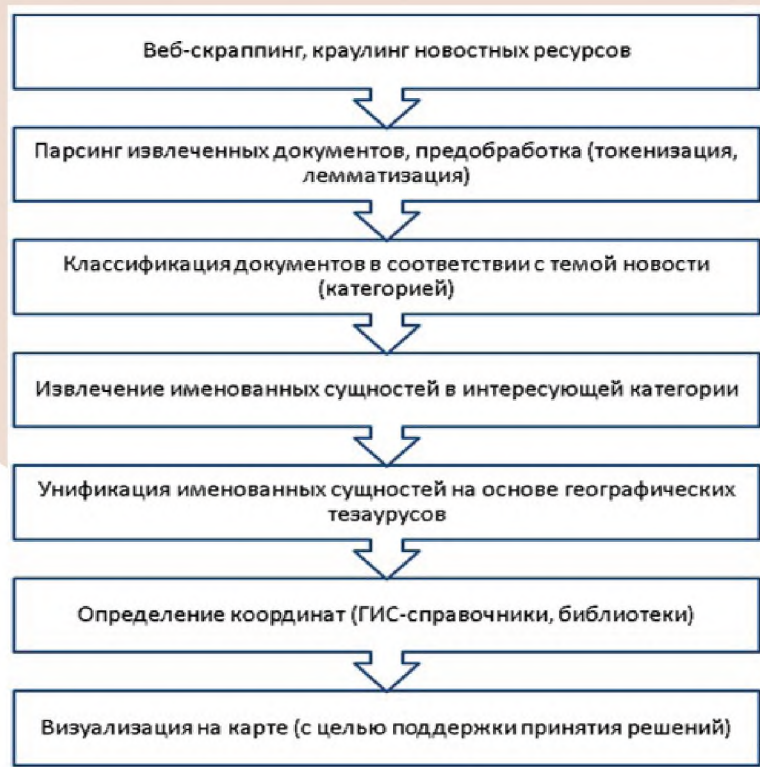 Веб-скраппинг, краулинг новостных ресурсов
Парсинг извлеченных документов, предобработка (токенизация,
лемматизация)
Классификация документов в соответствии с темой новости
(категорией)
Извлечение именованных сущностей в интересующей категории
Унификация именованных сущностей на основе географических
тезаурусов
Определение координат (ГИС-справочники, библиотеки)
Визуализация на карте (с целью поддержки принятия решений)